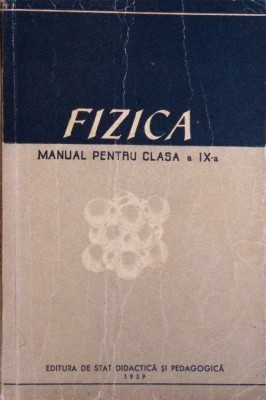 FIZICA
MANUAL PENTRU CLASA a IX-a
EDITURA DE STAT DIDACTICĂ ȘI PEDAGOGICĂ
1959